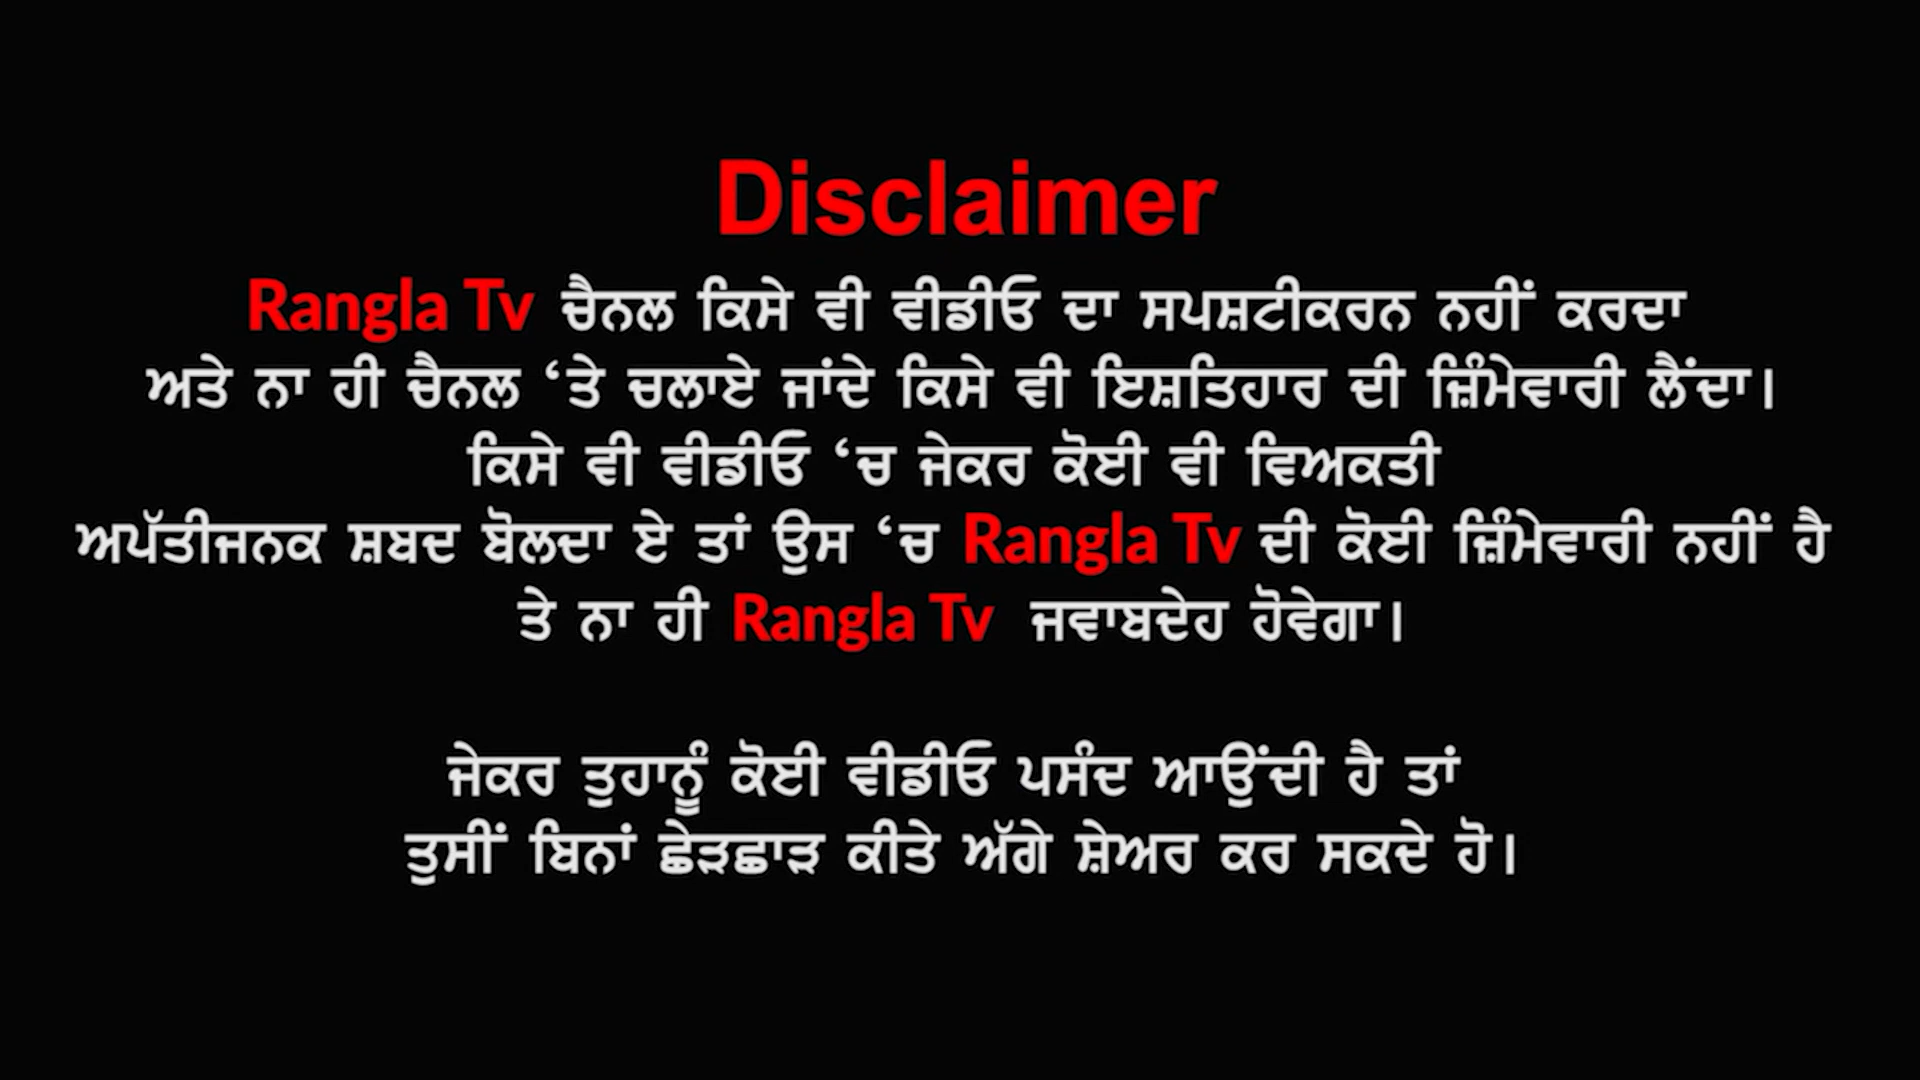 Disclaimer
Rangla Tv ਚੈਨਲ ਕਿਸੇ ਵੀ ਵੀਡੀਓ ਦਾ ਸਪਸ਼ਟੀਕਰਨ ਨਹੀਂ ਕਰਦਾ
ਅਤੇ ਨਾ ਹੀ ਚੈਨਲ ‘ਤੇ ਚਲਾਏ ਜਾਂਦੇ ਕਿਸੇ ਵੀ ਇਸ਼ਤਿਹਾਰ ਦੀ ਜ਼ਿੰਮੇਵਾਰੀ ਲੈਂਦਾ।
ਕਿਸੇ ਵੀ ਵੀਡੀਓ ‘ਚ ਜੇਕਰ ਕੋਈ ਵੀ ਵਿਅਕਤੀ
ਅਪੱਤੀਜਨਕ ਸ਼ਬਦ ਬੋਲਦਾ ਏ ਤਾਂ ਉਸ ‘ਚ Rangla Tv ਦੀ ਕੋਈ ਜ਼ਿੰਮੇਵਾਰੀ ਨਹੀਂ ਹੈ
ਤੇ ਨਾ ਹੀ Rangla Tv ਜਵਾਬਦੇਹ ਹੋਵੇਗਾ।
ਜੇਕਰ ਤੁਹਾਨੂੰ ਕੋਈ ਵੀਡੀਓ ਪਸੰਦ ਆਉਂਦੀ ਹੈ ਤਾਂ
ਤੁਸੀਂ ਬਿਨਾਂ ਛੇੜਛਾੜ ਕੀਤੇ ਅੱਗੇ ਸ਼ੇਅਰ ਕਰ ਸਕਦੇ ਹੋ।